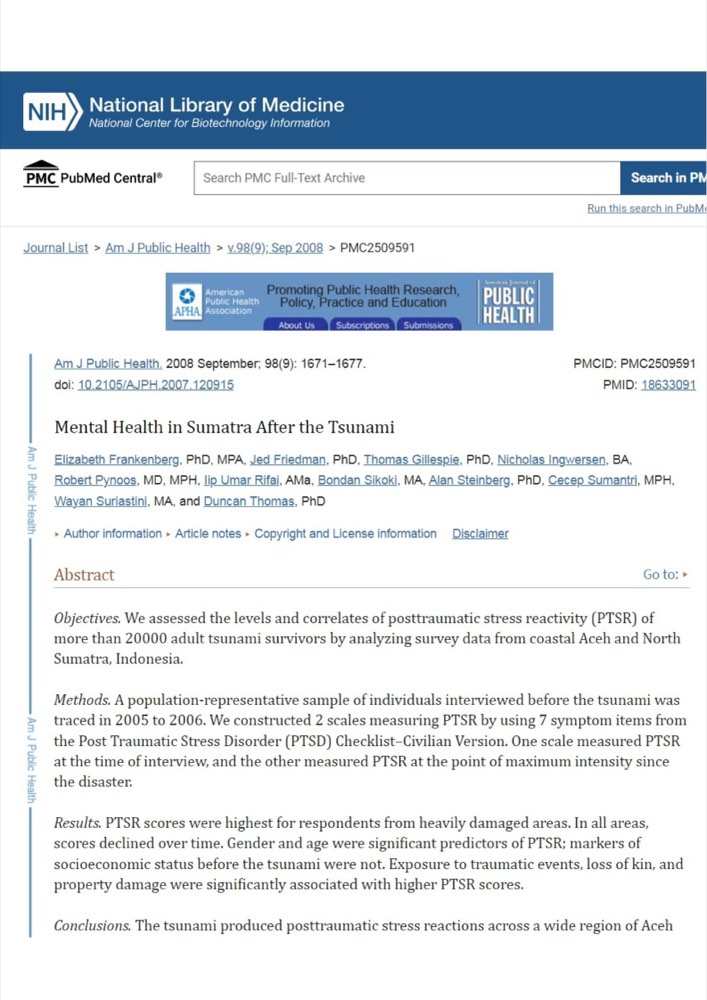 NIH National Library of Medicine
National Center for Biotechnology Information
PMC PubMed Central® Search PMC Full-Text Archive Search in PM
Run this search in PubMe
Journal List > Am J Public Health > v.98(9); Sep 2008 > PMC2509591
APHA American Public Health Association
Promoting Public Health Research,
Policy, Practice and Education
About Us Subscriptions Submissions
American Journal of
PUBLIC
HEALTH
Am J Public Health. 2008 September; 98(9): 1671–1677. PMCID: PMC2509591
doi: 10.2105/AJPH.2007.120915 PMID: 18633091
Mental Health in Sumatra After the Tsunami
Elizabeth Frankenberg, PhD, MPA, Jed Friedman, PhD, Thomas Gillespie, PhD, Nicholas Ingwersen, BA,
Robert Pynoos, MD, MPH, Iip Umar Rifai, AMa, Bondan Sikoki, MA, Alan Steinberg, PhD, Cecep Sumantri, MPH,
Wayan Suriastini, MA, and Duncan Thomas, PhD
▸ Author information ▸ Article notes ▸ Copyright and License information Disclaimer
Abstract Go to: ▸
Objectives. We assessed the levels and correlates of posttraumatic stress reactivity (PTSR) of
more than 20000 adult tsunami survivors by analyzing survey data from coastal Aceh and North
Sumatra, Indonesia.
Methods. A population-representative sample of individuals interviewed before the tsunami was
traced in 2005 to 2006. We constructed 2 scales measuring PTSR by using 7 symptom items from
the Post Traumatic Stress Disorder (PTSD) Checklist–Civilian Version. One scale measured PTSR
at the time of interview, and the other measured PTSR at the point of maximum intensity since
the disaster.
Results. PTSR scores were highest for respondents from heavily damaged areas. In all areas,
scores declined over time. Gender and age were significant predictors of PTSR; markers of
socioeconomic status before the tsunami were not. Exposure to traumatic events, loss of kin, and
property damage were significantly associated with higher PTSR scores.
Conclusions. The tsunami produced posttraumatic stress reactions across a wide region of Aceh
Am J Public Health
Am J Public Health